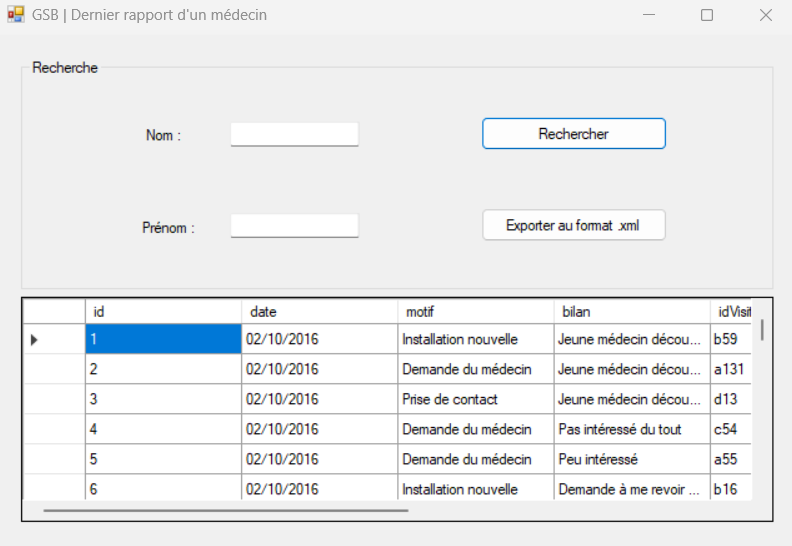 GSB | Dernier rapport d'un médecin
Recherche
Nom :
Rechercher
Prénom :
Exporter au format .xml
id date motif bilan idVisit
1 02/10/2016 Installation nouvelle Jeune médecin décou... b59
2 02/10/2016 Demande du médecin Jeune médecin décou... a131
3 02/10/2016 Prise de contact Jeune médecin décou... d13
4 02/10/2016 Demande du médecin Pas intéressé du tout c54
5 02/10/2016 Demande du médecin Peu intéressé a55
6 02/10/2016 Installation nouvelle Demande à me revoir ... b16